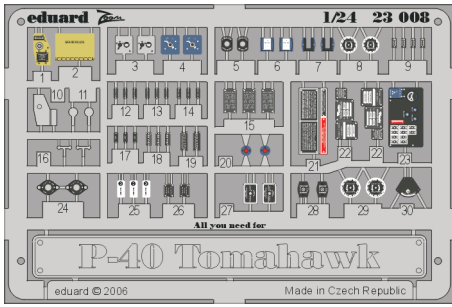 eduard Zoom 1/24 23 008
1 2 3 4 5 6 7 8 9
10 11 12 13 14 15
16 17 18 19 20 21 22 22 23
24 25 26 27 28 29 30
All you need for
P-40 Tomahawk
eduard © 2006 Made in Czech Republic